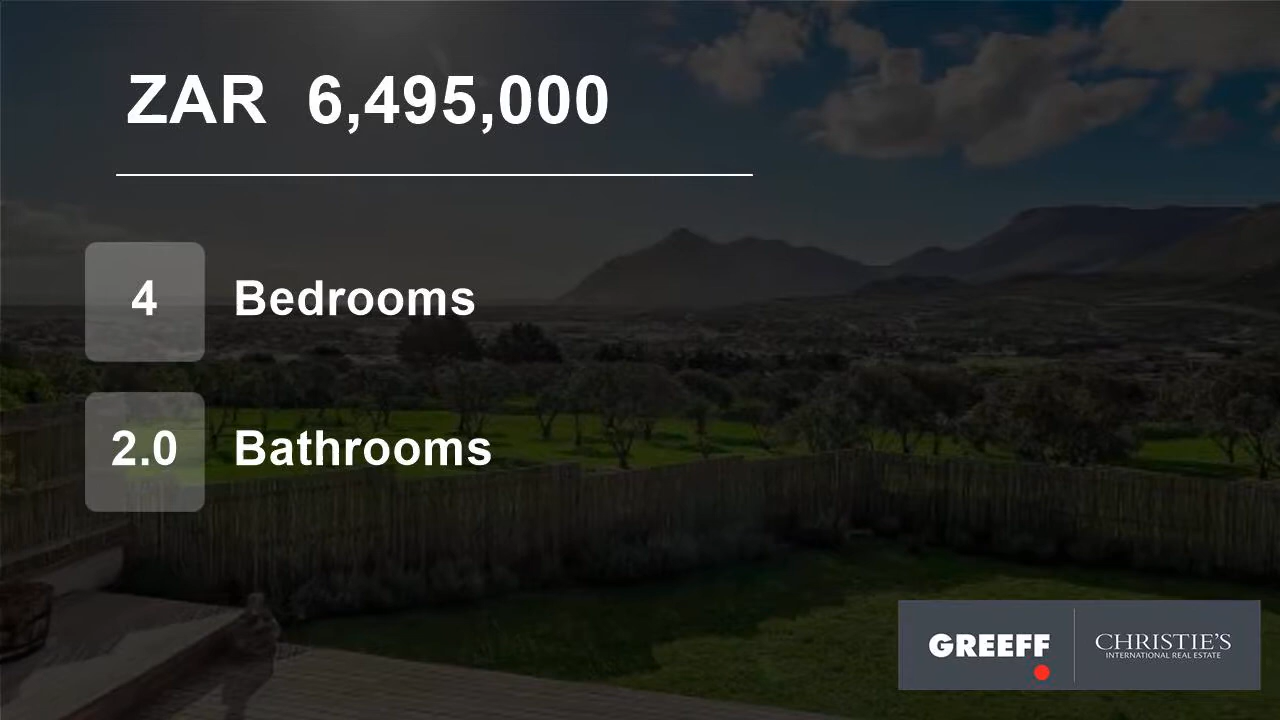 ZAR 6,495,000
4 Bedrooms
2.0 Bathrooms
GREEFF
CHRISTIE'S
INTERNATIONAL REAL ESTATE